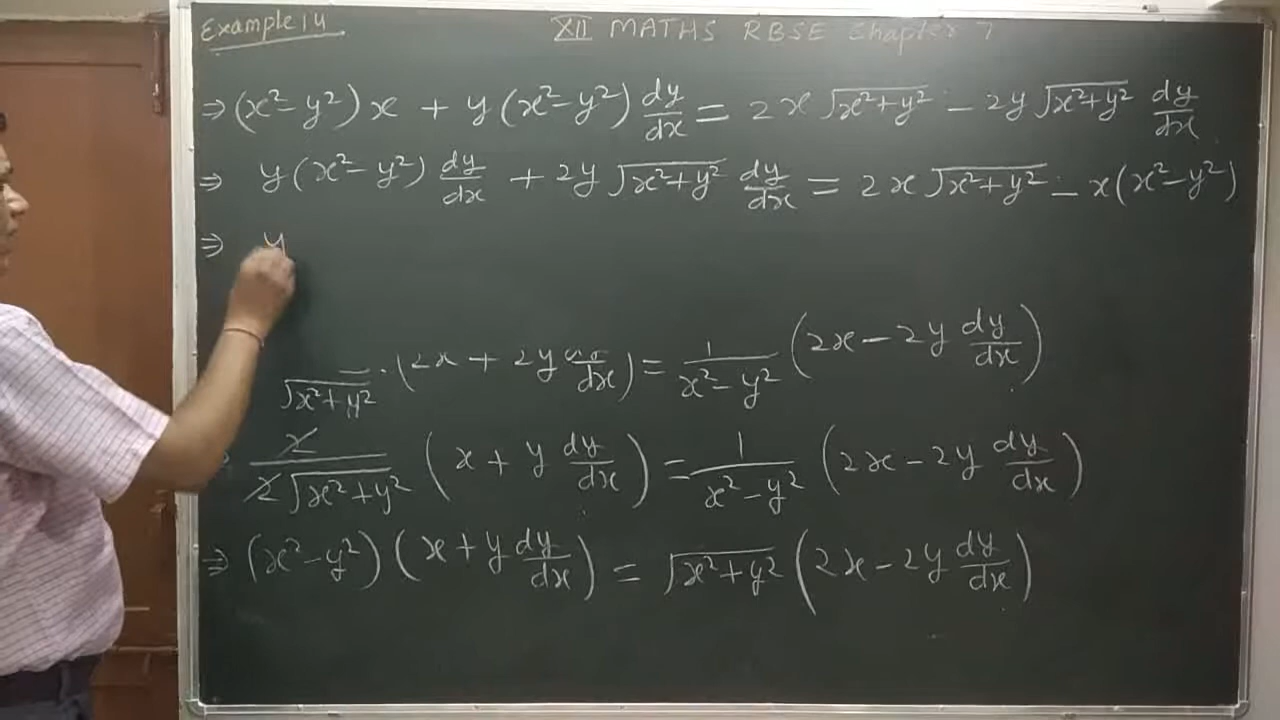 Example 14
XII MATHS RBSE Chapter 7
⇒ (x² − y²) x + y (x² − y²) dy/dx = 2x √(x² + y²) − 2y √(x² + y²) dy/dx
⇒ y (x² − y²) dy/dx + 2y √(x² + y²) dy/dx = 2x √(x² + y²) − x (x² − y²)
⇒ y
/√(x² + y²) · (2x + 2y dy/dx) = 1/(x² − y²) (2x − 2y dy/dx)
⇒ 2/(2√(x² + y²)) (x + y dy/dx) = 1/(x² − y²) (2x − 2y dy/dx)
⇒ (x² − y²) (x + y dy/dx) = √(x² + y²) (2x − 2y dy/dx)